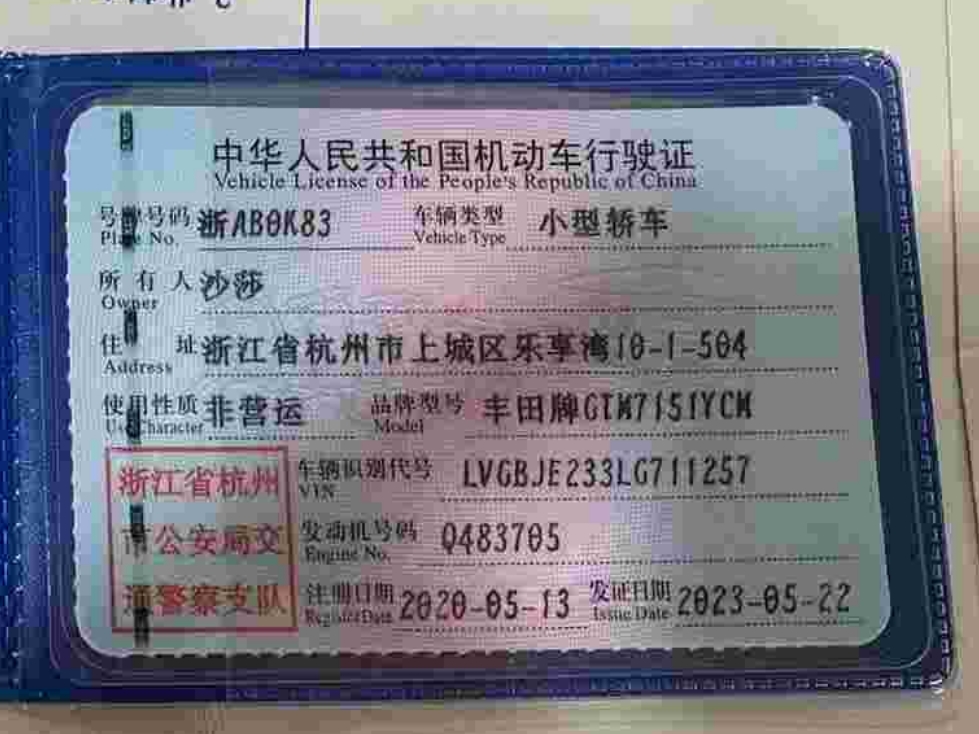 中华人民共和国机动车行驶证
Vehicle License of the People's Republic of China
号牌号码 浙AB0K83 车辆类型 小型轿车
Plate No. Vehicle Type
所有人 沙莎
Owner
住址 浙江省杭州市上城区乐享湾10-1-504
Address
使用性质 非营运 品牌型号 丰田牌GTM7151YCM
Use Character Model
浙江省杭州 车辆识别代号 LVGBJE233LG711257
VIN
市公安局交 发动机号码 Q483705
Engine No.
通警察支队 注册日期 2020-05-13 发证日期 2023-05-22
Register Date Issue Date